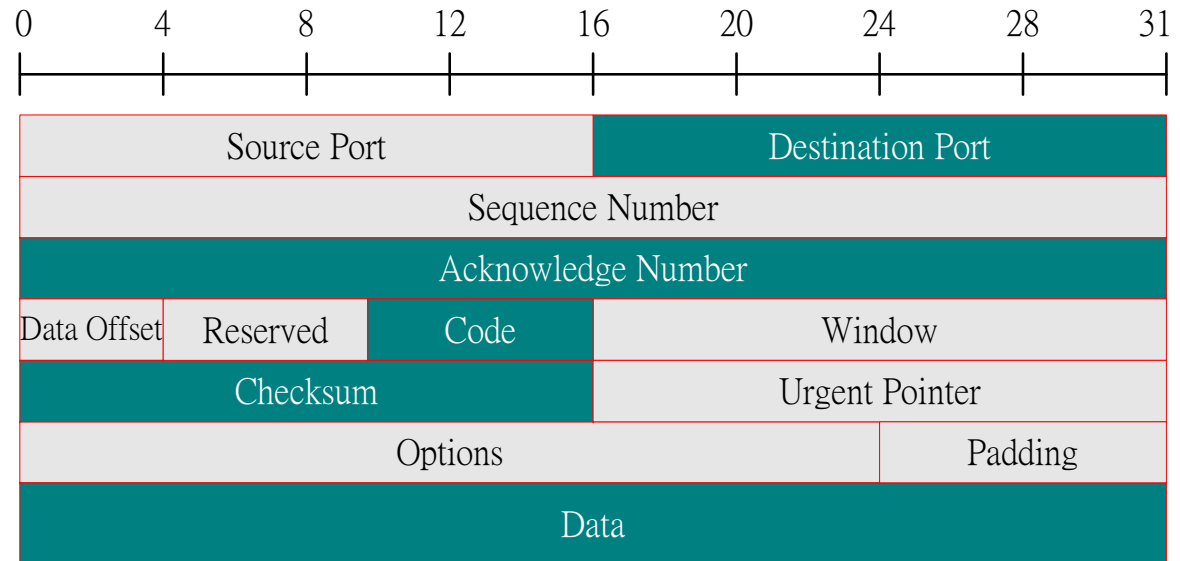 0 4 8 12 16 20 24 28 31
Source Port Destination Port
Sequence Number
Acknowledge Number
Data Offset Reserved Code Window
Checksum Urgent Pointer
Options Padding
Data